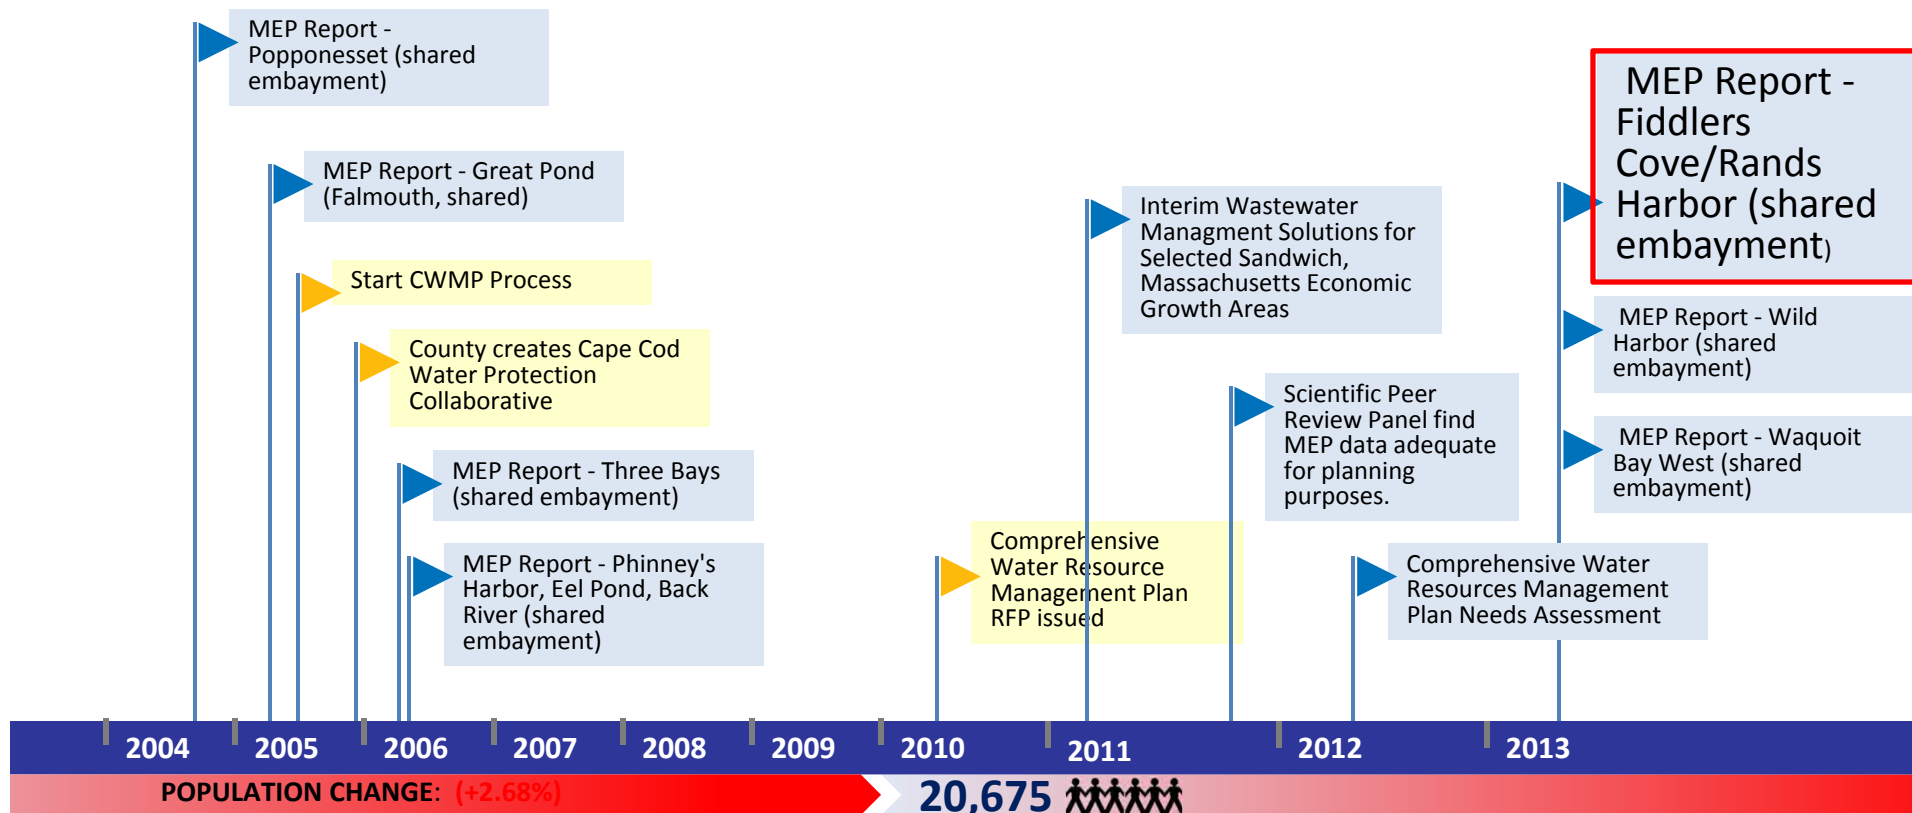 MEP Report -
Popponesset (shared
embayment)
MEP Report - Great Pond
(Falmouth, shared)
Start CWMP Process
County creates Cape Cod
Water Protection
Collaborative
MEP Report - Three Bays
(shared embayment)
MEP Report - Phinney's
Harbor, Eel Pond, Back
River (shared
embayment)
Comprehensive
Water Resource
Management Plan
RFP issued
Interim Wastewater
Managment Solutions for
Selected Sandwich,
Massachusetts Economic
Growth Areas
Scientific Peer
Review Panel find
MEP data adequate
for planning
purposes.
Comprehensive Water
Resources Management
Plan Needs Assessment
MEP Report -
Fiddlers
Cove/Rands
Harbor (shared
embayment)
MEP Report - Wild
Harbor (shared
embayment)
MEP Report - Waquoit
Bay West (shared
embayment)
2004 2005 2006 2007 2008 2009 2010 2011 2012 2013
POPULATION CHANGE: (+2.68%) 20,675